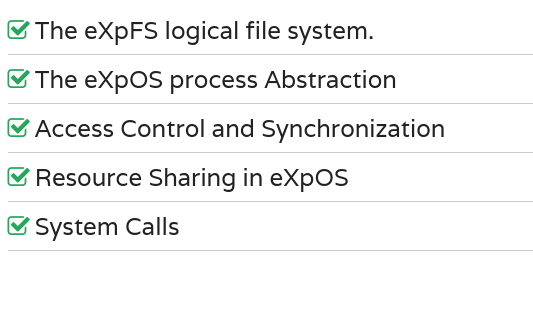 The eXpFS logical file system.
The eXpOS process Abstraction
Access Control and Synchronization
Resource Sharing in eXpOS
System Calls